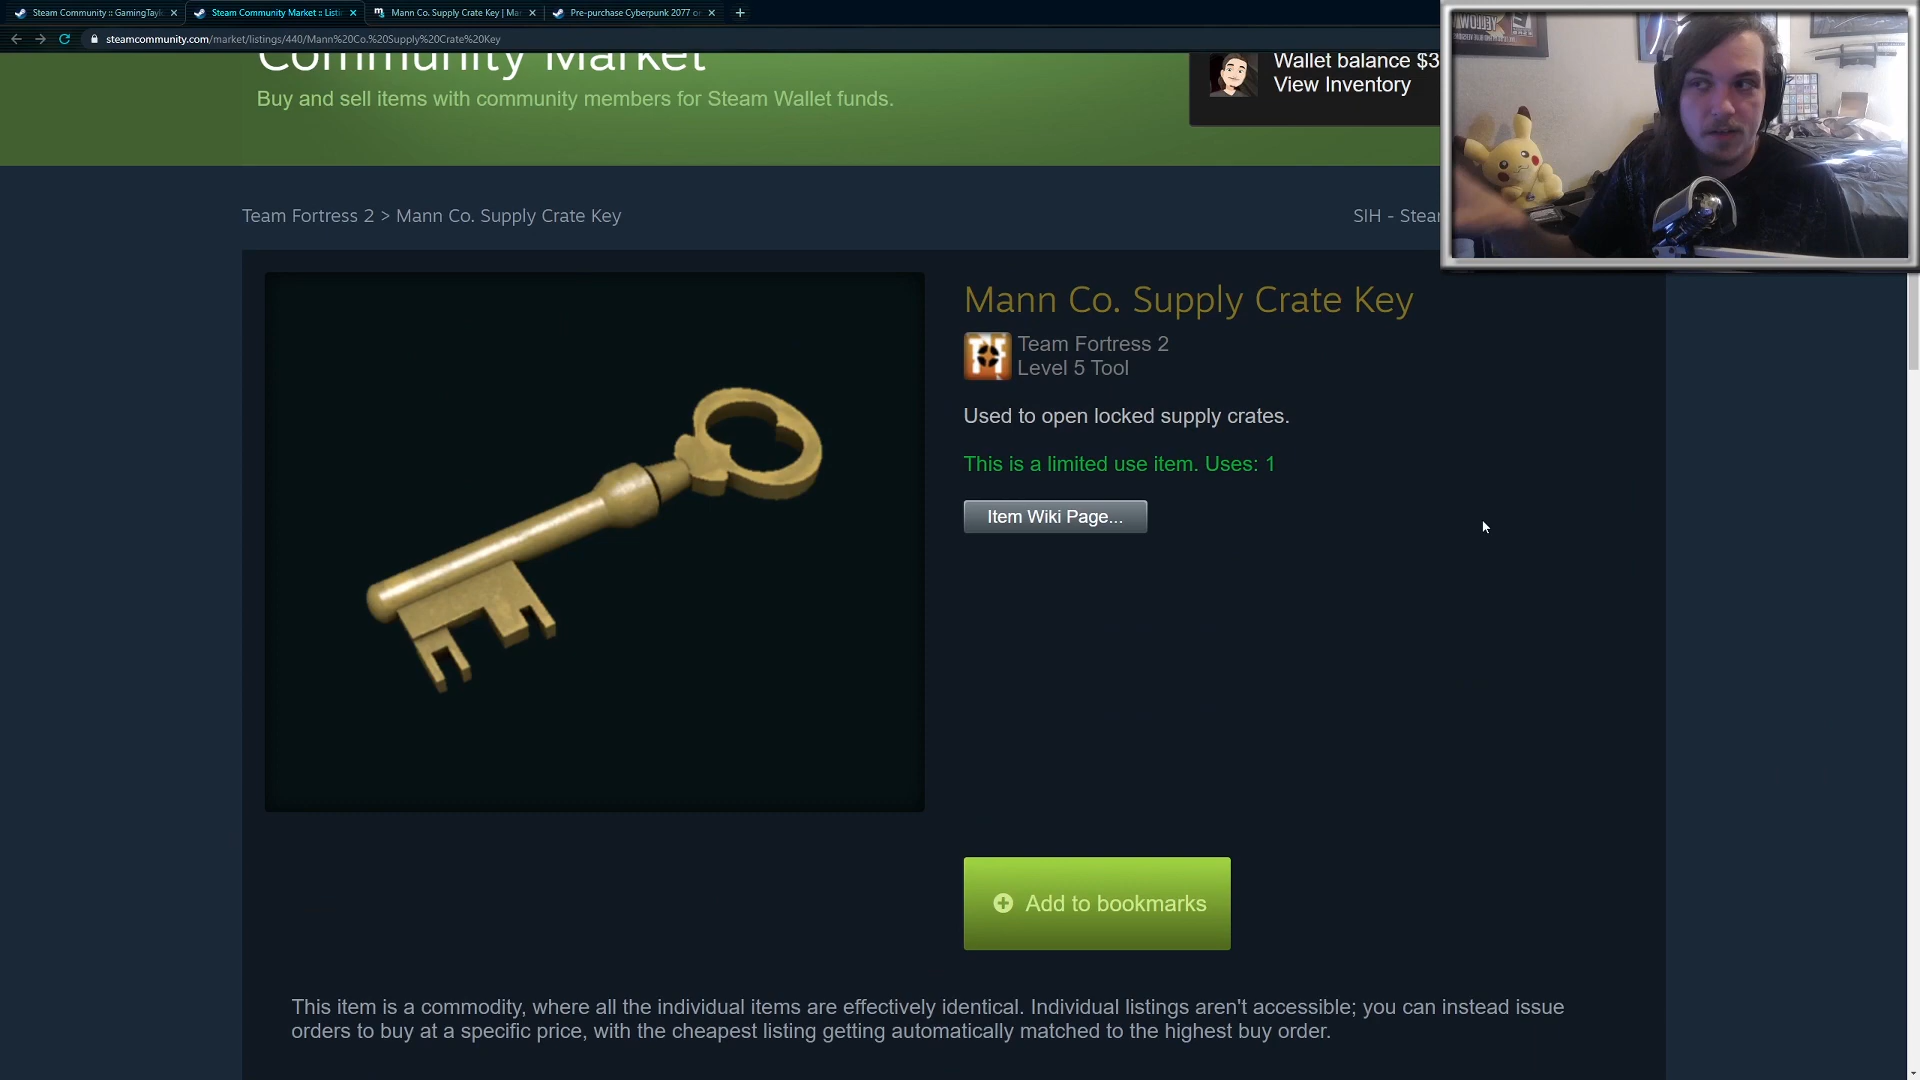 Steam Community :: GamingTayl
Steam Community Market :: Listi
Mann Co. Supply Crate Key | Ma
Pre-purchase Cyberpunk 2077 o
steamcommunity.com/market/listings/440/Mann%20Co.%20Supply%20Crate%20Key
Community Market
Buy and sell items with community members for Steam Wallet funds.
Wallet balance $3
View Inventory
YELLOW
Team Fortress 2 > Mann Co. Supply Crate Key
SIH - Stear
Mann Co. Supply Crate Key
Team Fortress 2
Level 5 Tool
Used to open locked supply crates.
This is a limited use item. Uses: 1
Item Wiki Page...
Add to bookmarks
This item is a commodity, where all the individual items are effectively identical. Individual listings aren't accessible; you can instead issue
orders to buy at a specific price, with the cheapest listing getting automatically matched to the highest buy order.